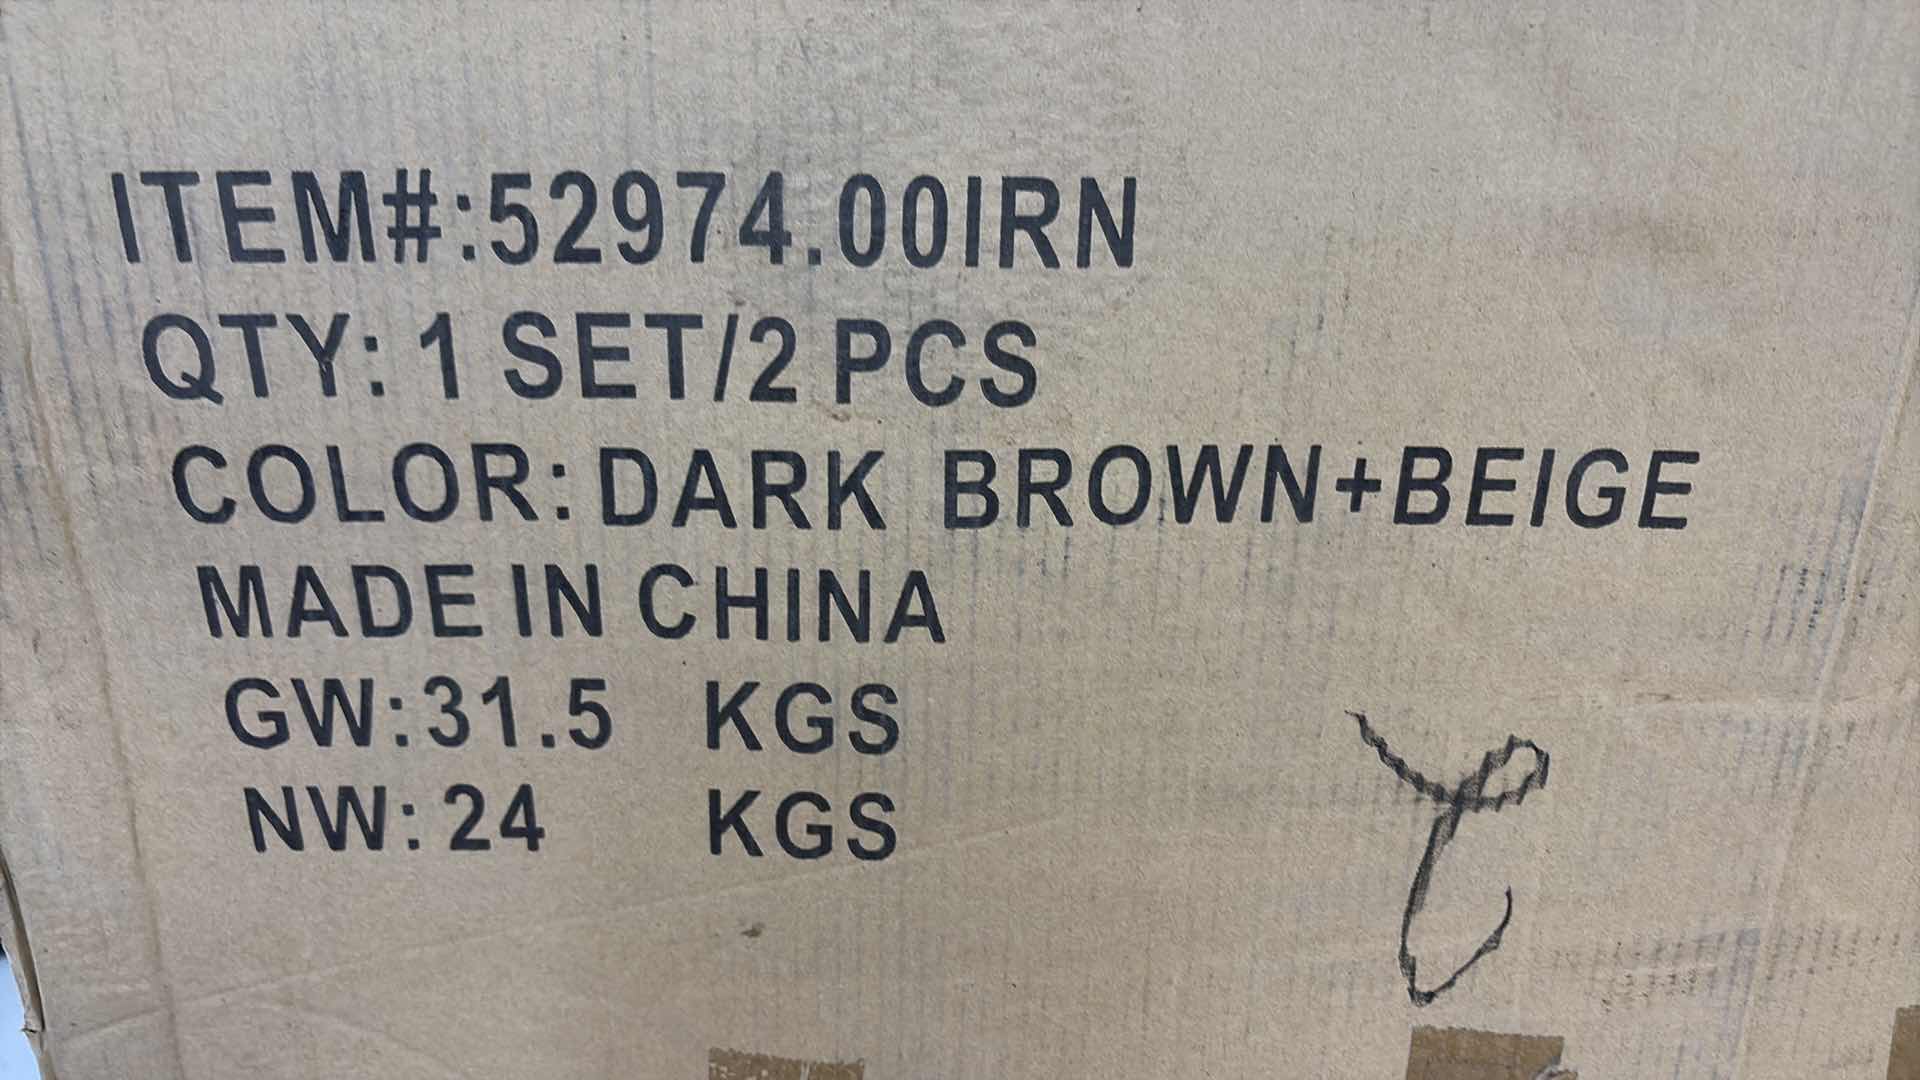 ITEM#:52974.00IRN
QTY: 1 SET/2 PCS
COLOR: DARK BROWN+BEIGE
MADE IN CHINA
GW:31.5 KGS
NW: 24 KGS